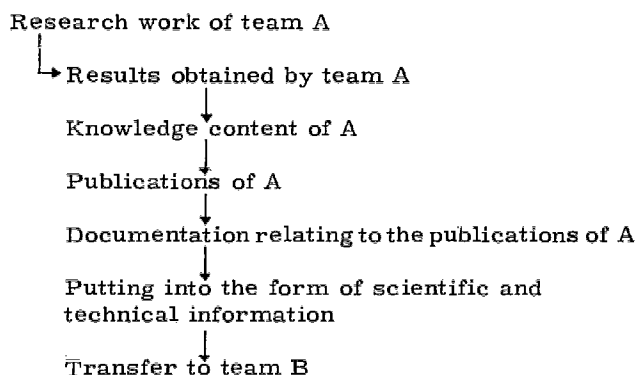 Research work of team A
Results obtained by team A
Knowledge content of A
Publications of A
Documentation relating to the publications of A
Putting into the form of scientific and
technical information
Transfer to team B